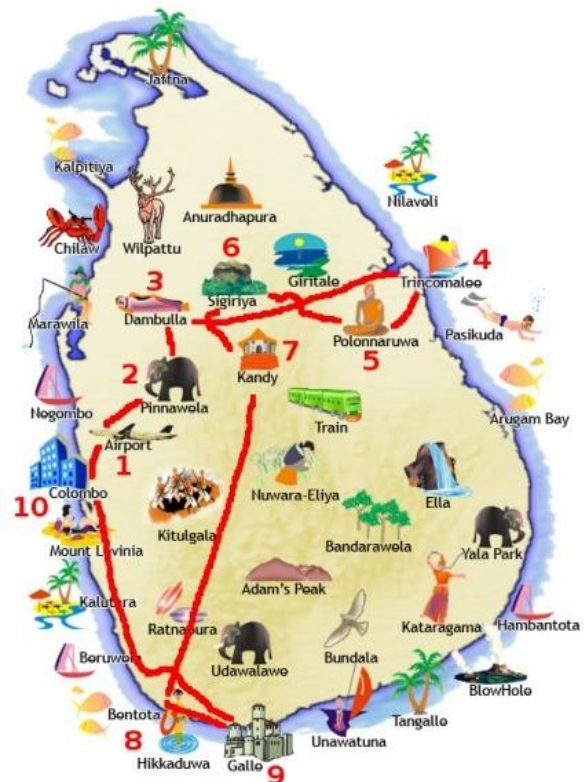 Jaffna
Kalpitiya
Anuradhapura
Nilaveli
Chilaw
Wilpattu
6
4
3
Giritale
Sigiriya
Trincomalee
Marawila
Dambulla
Polonnaruwa
Pasikuda
7
5
2
Kandy
Pinnawela
Negombo
Train
Arugam Bay
Airport
1
Colombo
Nuwara-Eliya
Ella
10
Kitulgala
Bandarawela
Mount Lavinia
Yala Park
Adam's Peak
Kalutara
Ratnapura
Kataragama
Hambantota
Beruwela
Udawalawe
Bundala
BlowHole
Bentota
Tangalle
8
Hikkaduwa
Galle
Unawatuna
9